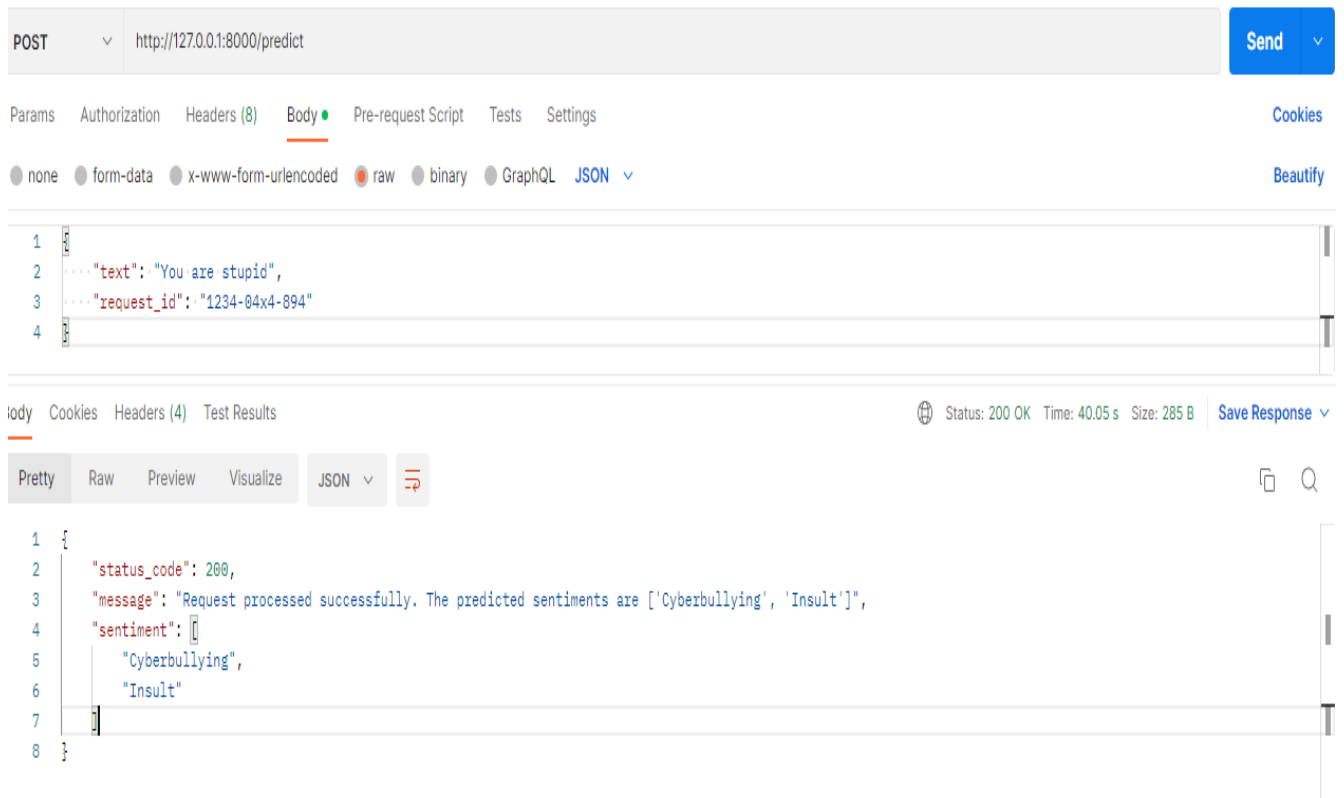 POST http://127.0.0.1:8000/predict Send
Params Authorization Headers (8) Body Pre-request Script Tests Settings Cookies
none form-data x-www-form-urlencoded raw binary GraphQL JSON Beautify
1 {
2 "text": "You are stupid",
3 "request_id": "1234-04x4-894"
4 }
Body Cookies Headers (4) Test Results Status: 200 OK Time: 40.05 s Size: 285 B Save Response
Pretty Raw Preview Visualize JSON
1 {
2 "status_code": 200,
3 "message": "Request processed successfully. The predicted sentiments are ['Cyberbullying', 'Insult']",
4 "sentiment": [
5 "Cyberbullying",
6 "Insult"
7 ]
8 }